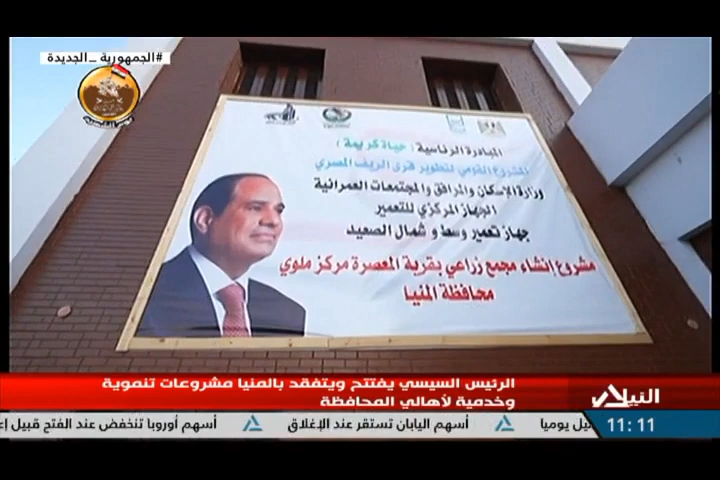 #الجمهورية_الجديدة
المبادرة الرئاسية ( حياة كريمة )
المشروع القومي لتطوير قرى الريف المصري
وزارة الإسكان والمرافق والمجتمعات العمرانية
الجهاز المركزي للتعمير
جهاز تعمير وسط و شمال الصعيد
مشروع إنشاء مجمع زراعي بقرية المعصرة مركز ملوي
محافظة المنيا
الرئيس السيسي يفتتح ويتفقد بالمنيا مشروعات تنموية
وخدمية لأهالي المحافظة
النيل
11:11
يوميا أسهم اليابان تستقر عند الإغلاق أسهم أوروبا تنخفض عند الفتح قبيل